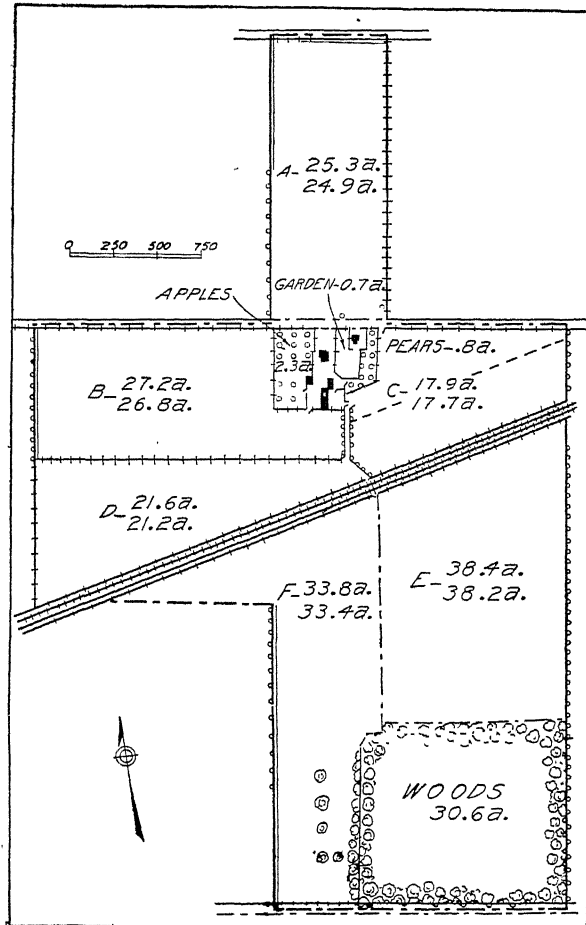 A- 25.3a.
24.9a.
0 250 500 750
APPLES
GARDEN-0.7a.
PEARS-.8a.
2.3a.
B- 27.2a.
26.8a.
C- 17.9a.
17.7a.
D- 21.6a.
21.2a.
E- 38.4a.
38.2a.
F- 33.8a.
33.4a.
WOODS
30.6a.